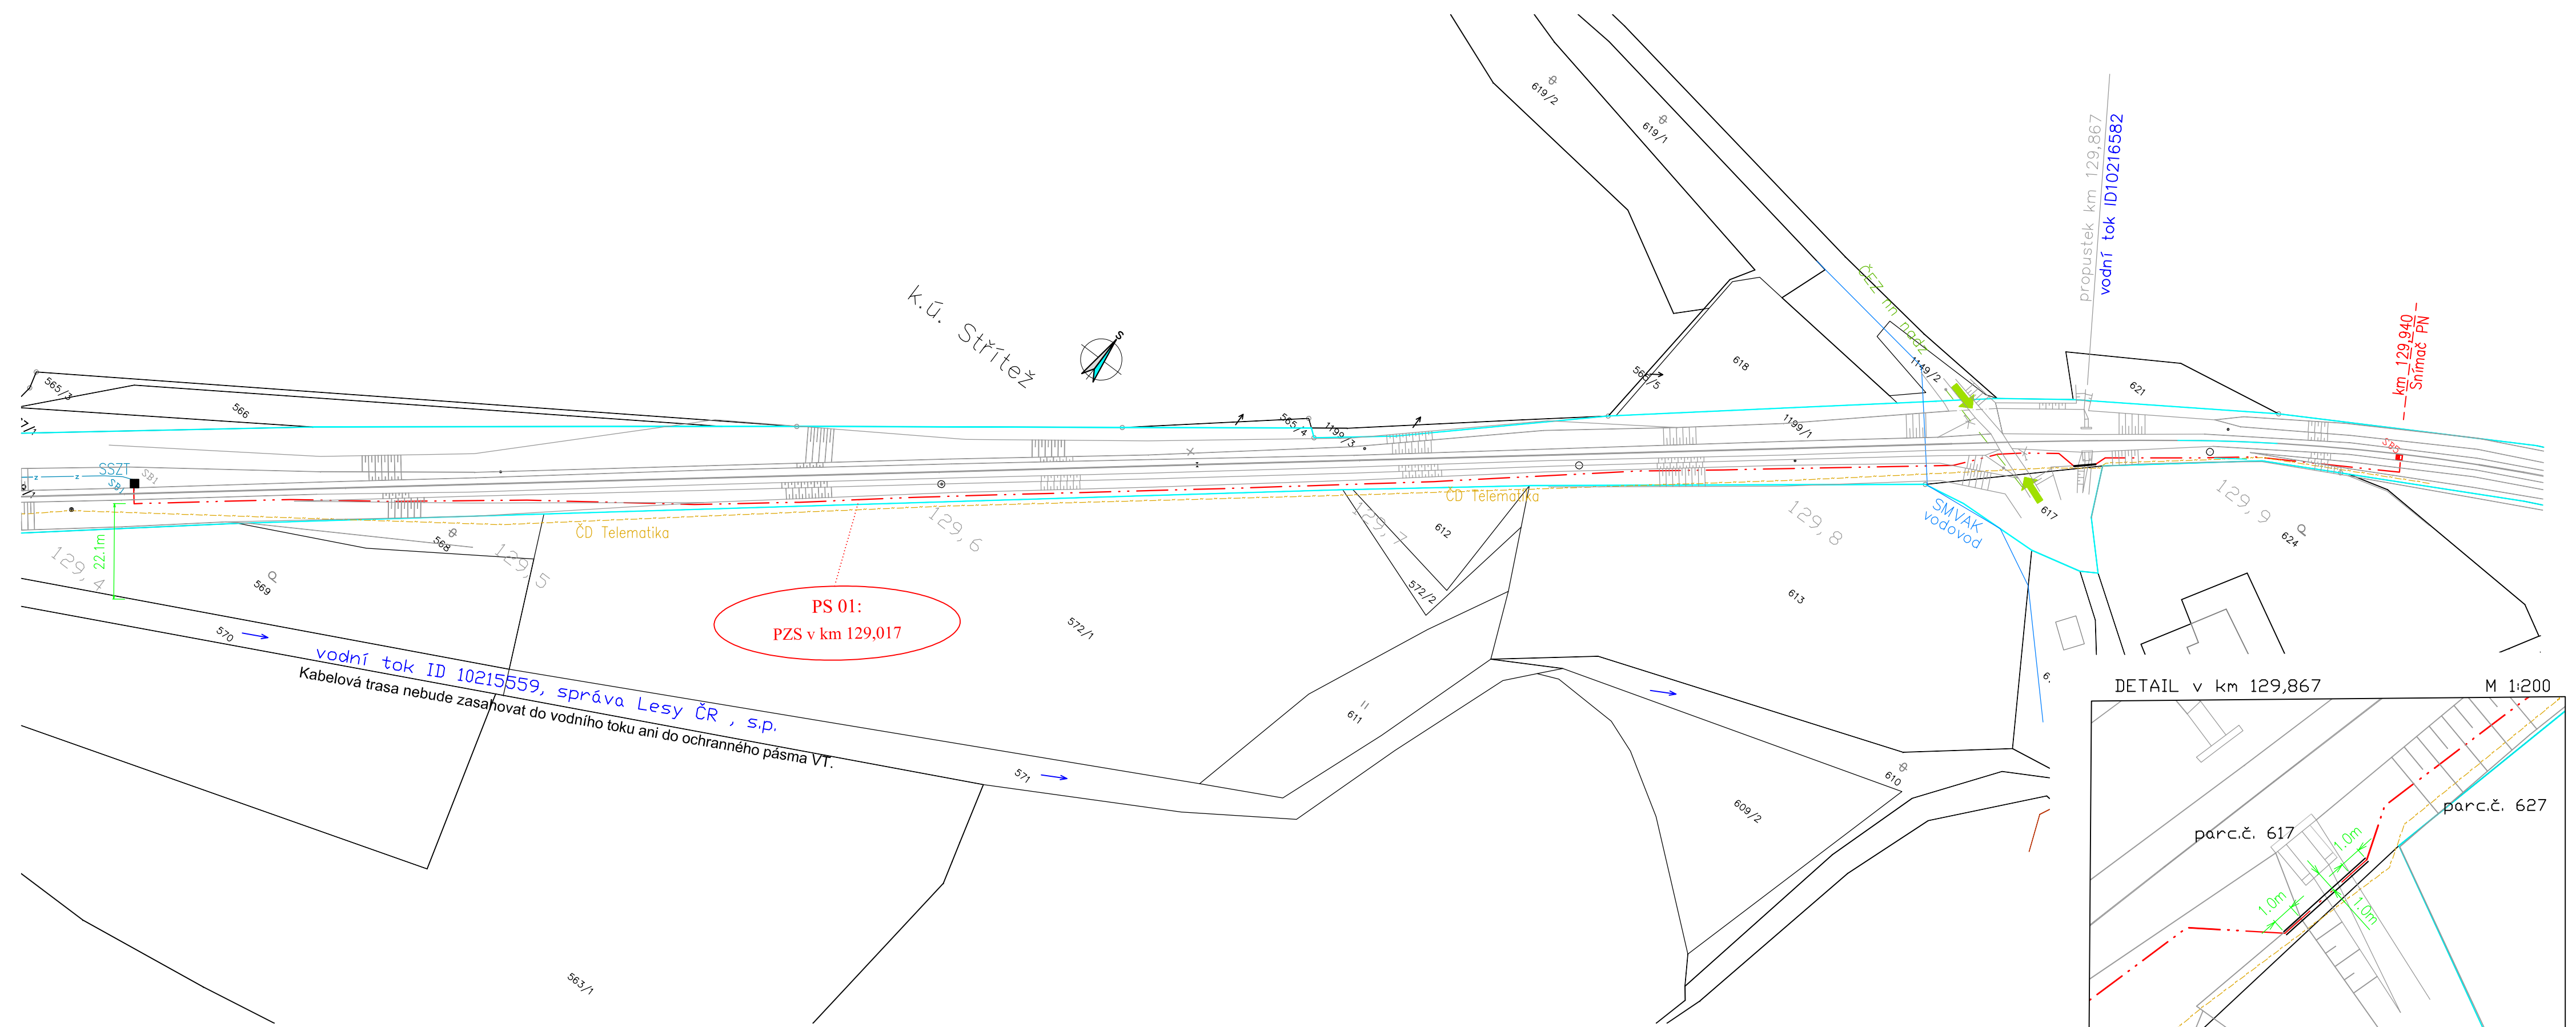 619/2
619/1
propustek km 129,867
vodní tok ID10216582
ČEZ nn nadz
k.ú. Střítež
S
km 129,940
Snímač PN
565/3
566
565/4
1199/3
565/5
618
1149/2
1199/1
621
SSZT
SB1
SB1
22.1m
129,4
568
129,5
569
ČD Telematika
129,6
ČD Telematika
129,7
612
572/2
129,8
SMVAK
vodovod
617
129,9
624
PS 01:
PZS v km 129,017
570
572/1
613
vodní tok ID 10215559, správa Lesy ČR , s.p.
Kabelová trasa nebude zasahovat do vodního toku ani do ochranného pásma VT.
611
571
610
609/2
563/1
DETAIL v km 129,867
M 1:200
parc.č. 627
parc.č. 617
1.0m
1.0m
1.0m